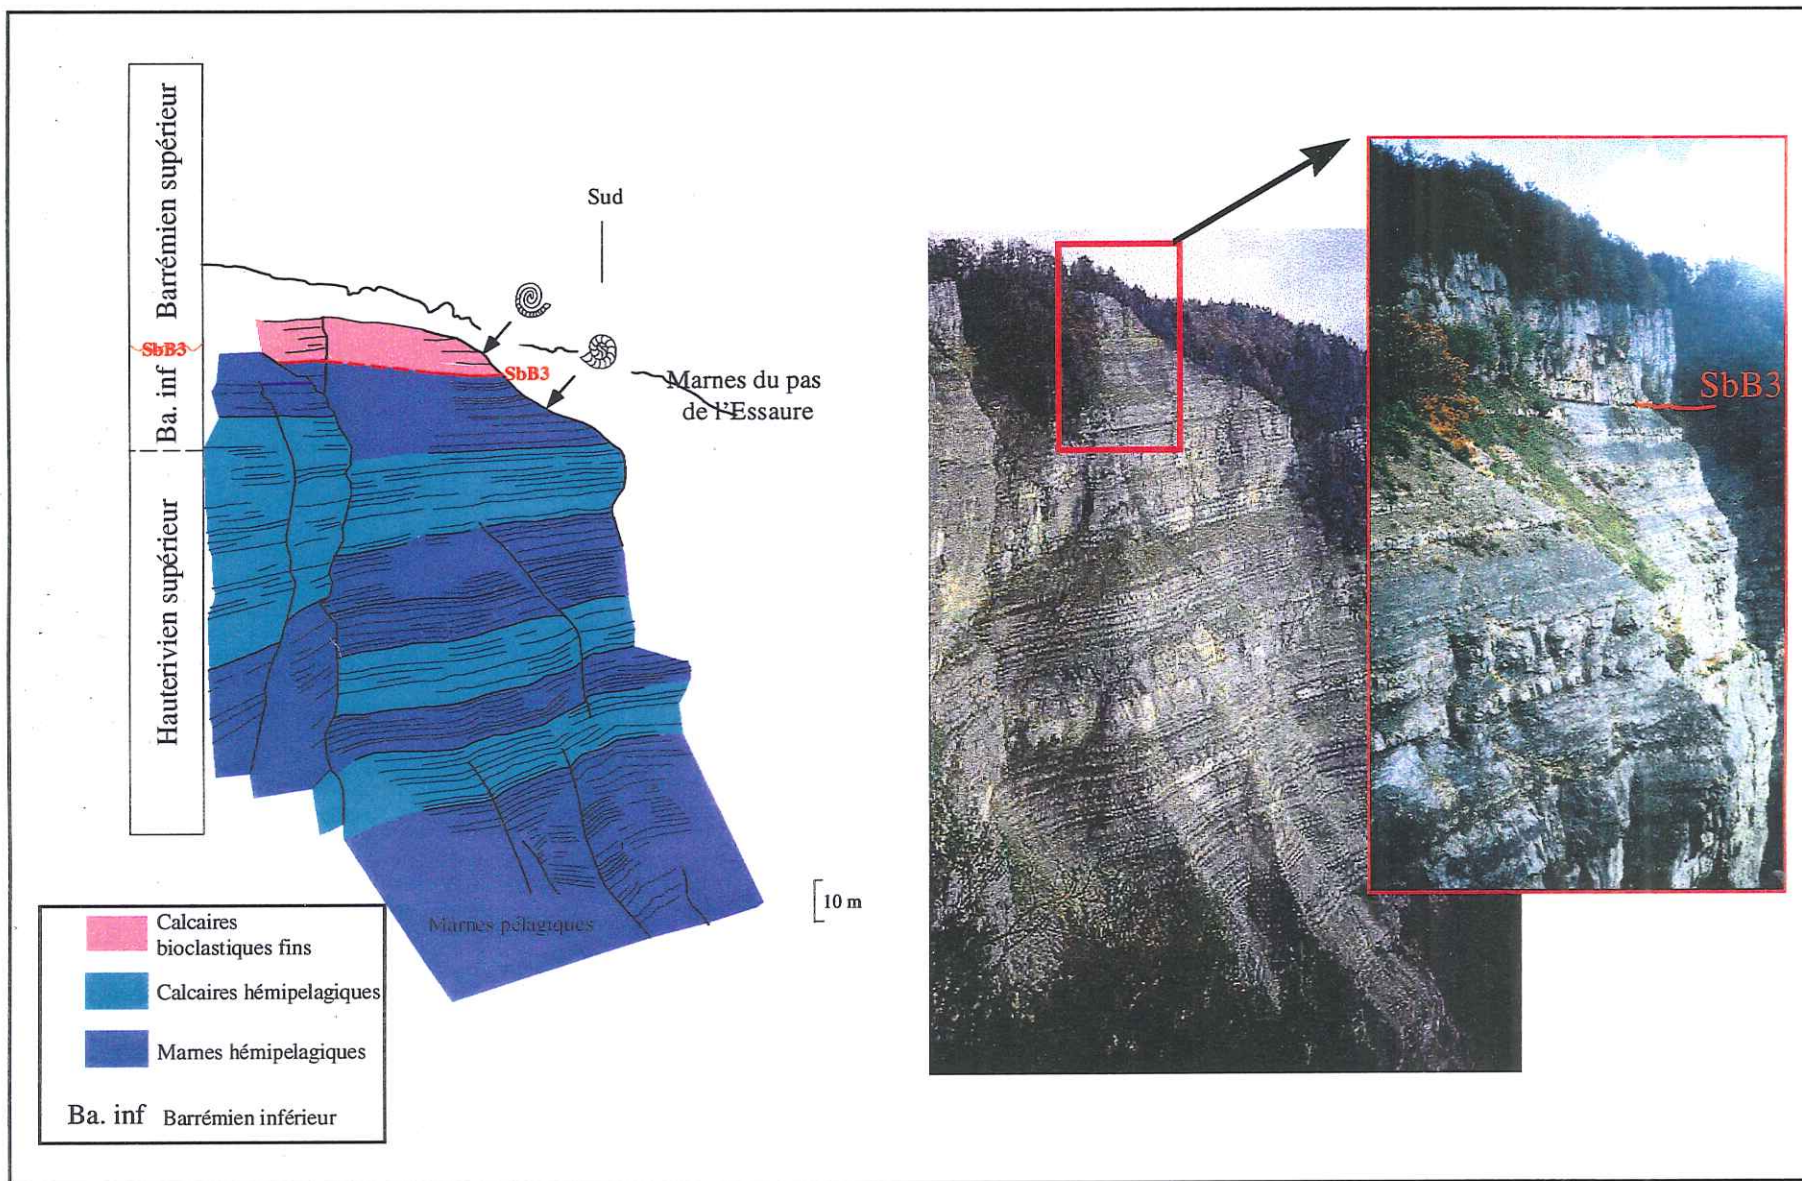 Barrémien supérieur
SbB3
Ba. inf
Hauterivien supérieur
Sud
SbB3
Marnes du pas
de l'Essaure
Marnes pélagiques
10 m
Calcaires
bioclastiques fins
Calcaires hémipelagiques
Marnes hémipelagiques
Ba. inf Barrémien inférieur
SbB3